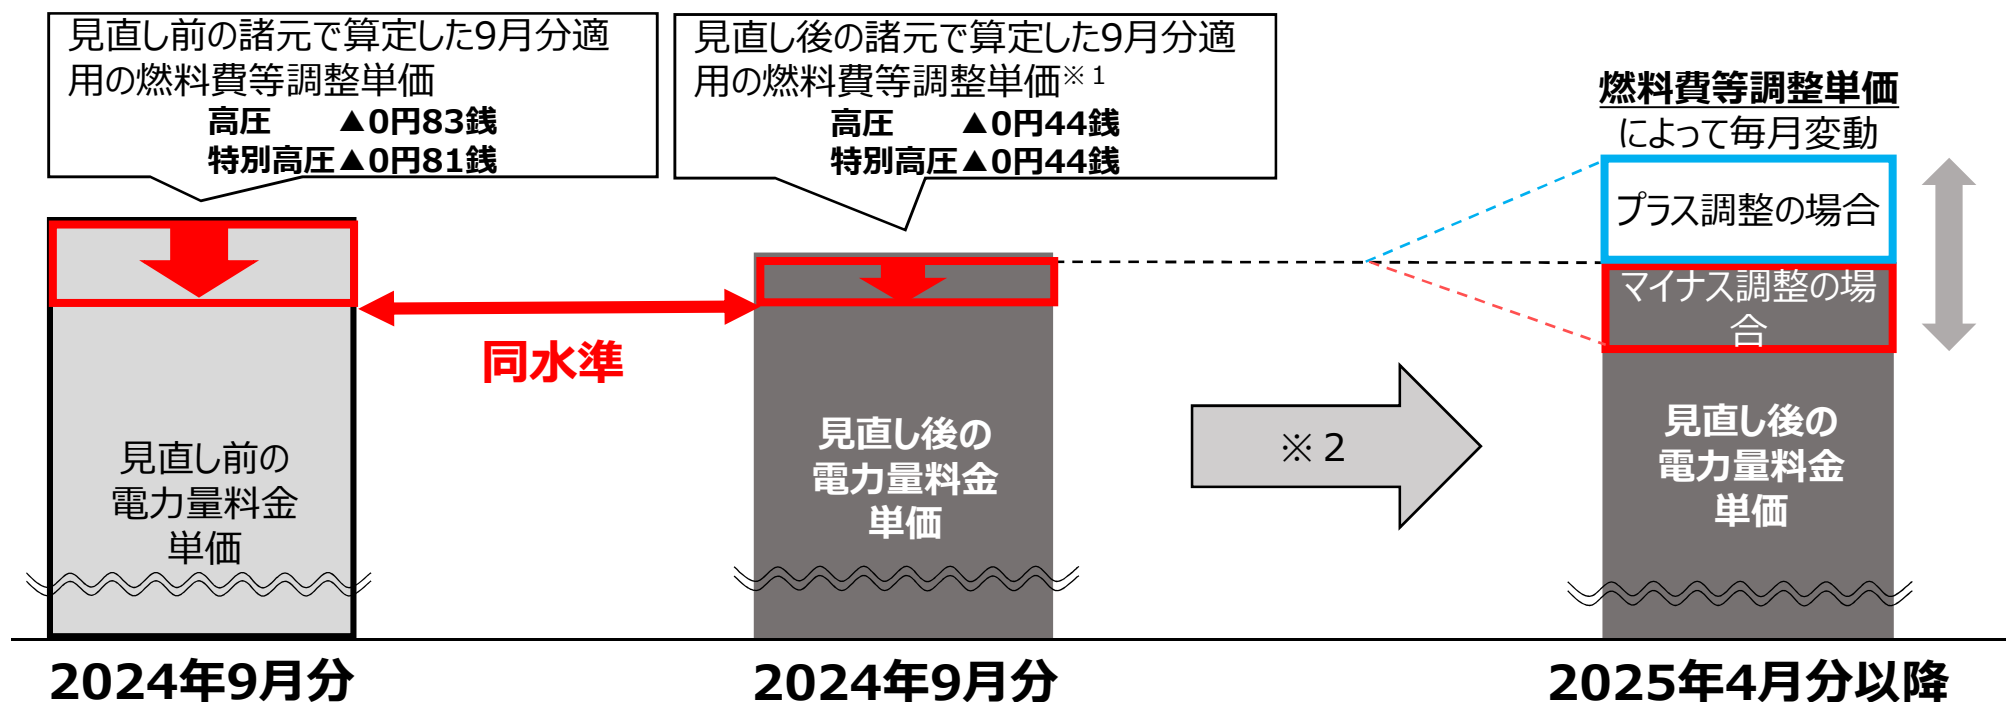 見直し前の諸元で算定した9月分適
用の燃料費等調整単価
高圧 ▲0円83銭
特別高圧▲0円81銭
見直し後の諸元で算定した9月分適
用の燃料費等調整単価※1
高圧 ▲0円44銭
特別高圧▲0円44銭
燃料費等調整単価
によって毎月変動
プラス調整の場合
マイナス調整の場
合
同水準
見直し前の
電力量料金
単価
見直し後の
電力量料金
単価
※2
見直し後の
電力量料金
単価
2024年9月分
2024年9月分
2025年4月分以降